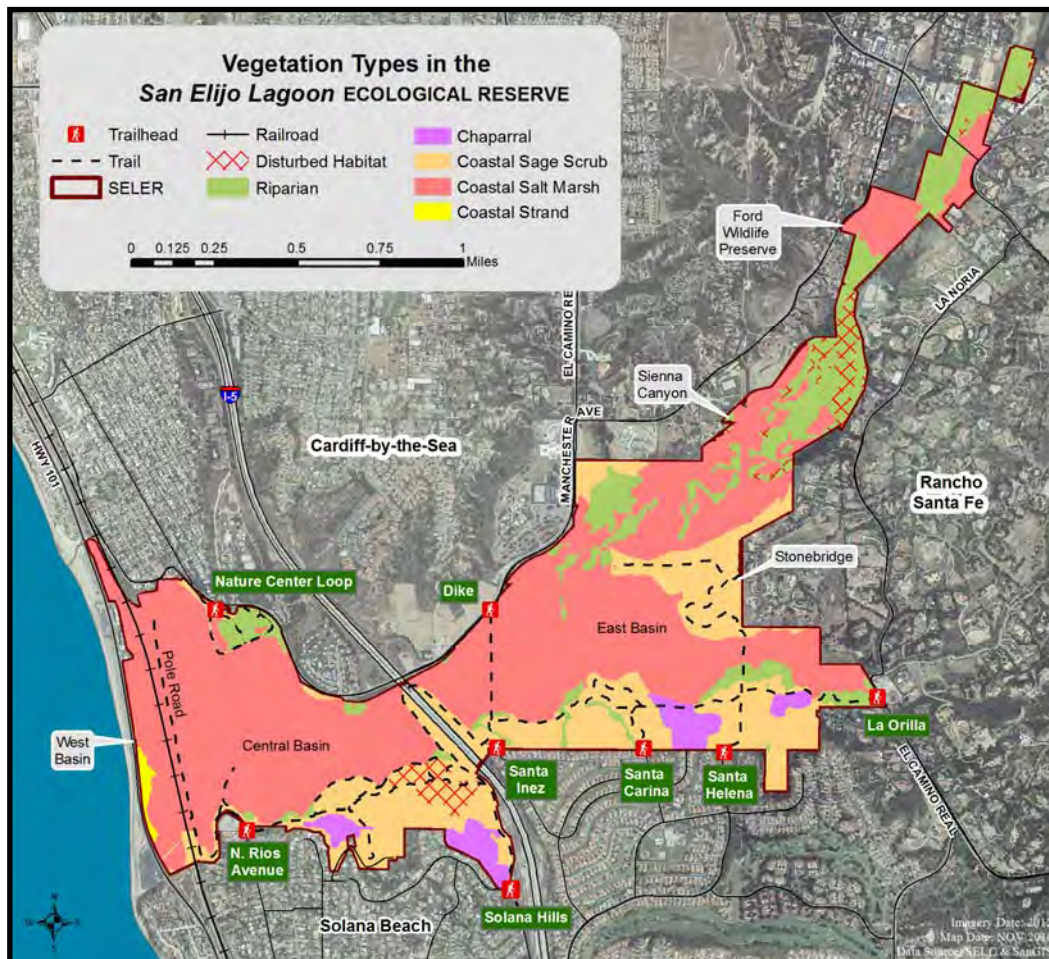 Vegetation Types in the
San Elijo Lagoon ECOLOGICAL RESERVE
Trailhead
Trail
SELER
Railroad
Disturbed Habitat
Riparian
Chaparral
Coastal Sage Scrub
Coastal Salt Marsh
Coastal Strand
0 0.125 0.25 0.5 0.75 1
Miles
Ford
Wildlife
Preserve
LA NORIA
EL CAMINO RE
Sienna
Canyon
I-5
MANCHESTER AVE
Cardiff-by-the-Sea
HWY 101
Rancho
Santa Fe
Stonebridge
Nature Center Loop
Dike
East Basin
Pole Road
West
Basin
Central Basin
La Orilla
Santa
Inez
Santa
Carina
Santa
Helena
EL CAMINO REAL
N. Rios
Avenue
Solana Hills
Solana Beach
N
W E
S
Imagery Date: 201
Map Date: NOV 201
Data Source: SELC & SanGIS